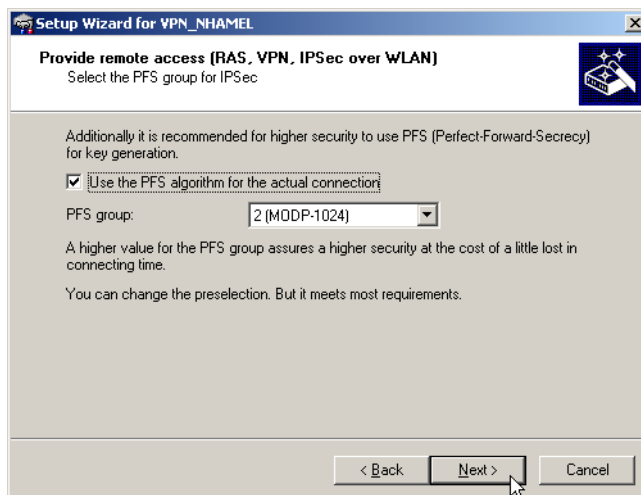 Setup Wizard for VPN_NHAMEL
Provide remote access (RAS, VPN, IPSec over WLAN)
Select the PFS group for IPSec
Additionally it is recommended for higher security to use PFS (Perfect-Forward-Secrecy)
for key generation.
Use the PFS algorithm for the actual connection
PFS group:
2 (MODP-1024)
A higher value for the PFS group assures a higher security at the cost of a little lost in
connecting time.
You can change the preselection. But it meets most requirements.
< Back
Next >
Cancel